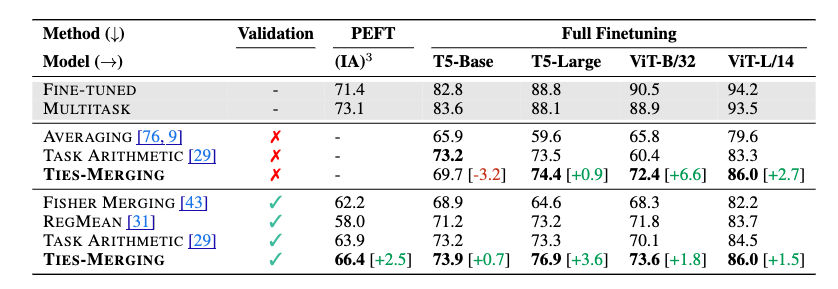 Method (↓) Validation PEFT Full Finetuning
Model (→) (IA)³ T5-Base T5-Large ViT-B/32 ViT-L/14
FINE-TUNED - 71.4 82.8 88.8 90.5 94.2
MULTITASK - 73.1 83.6 88.1 88.9 93.5
AVERAGING [76, 9] ✗ - 65.9 59.6 65.8 79.6
TASK ARITHMETIC [29] ✗ - 73.2 73.5 60.4 83.3
TIES-MERGING ✗ - 69.7 [-3.2] 74.4 [+0.9] 72.4 [+6.6] 86.0 [+2.7]
FISHER MERGING [43] ✓ 62.2 68.9 64.6 68.3 82.2
REGMEAN [31] ✓ 58.0 71.2 73.2 71.8 83.7
TASK ARITHMETIC [29] ✓ 63.9 73.2 73.3 70.1 84.5
TIES-MERGING ✓ 66.4 [+2.5] 73.9 [+0.7] 76.9 [+3.6] 73.6 [+1.8] 86.0 [+1.5]